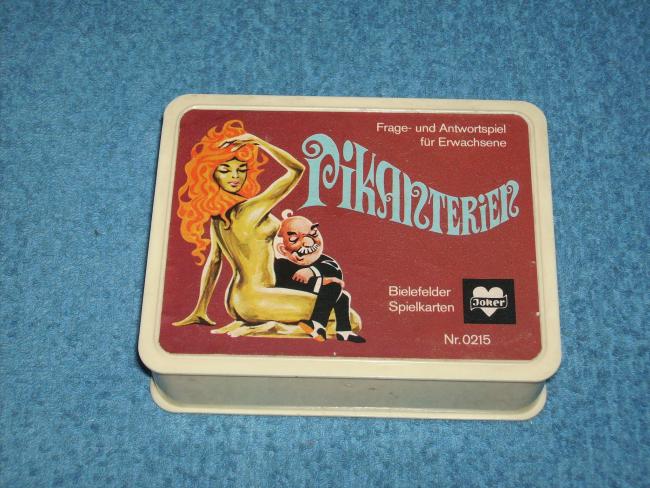 Frage- und Antwortspiel
für Erwachsene
PiKANTERiEN
Bielefelder
Spielkarten
Joker
Nr. 0215